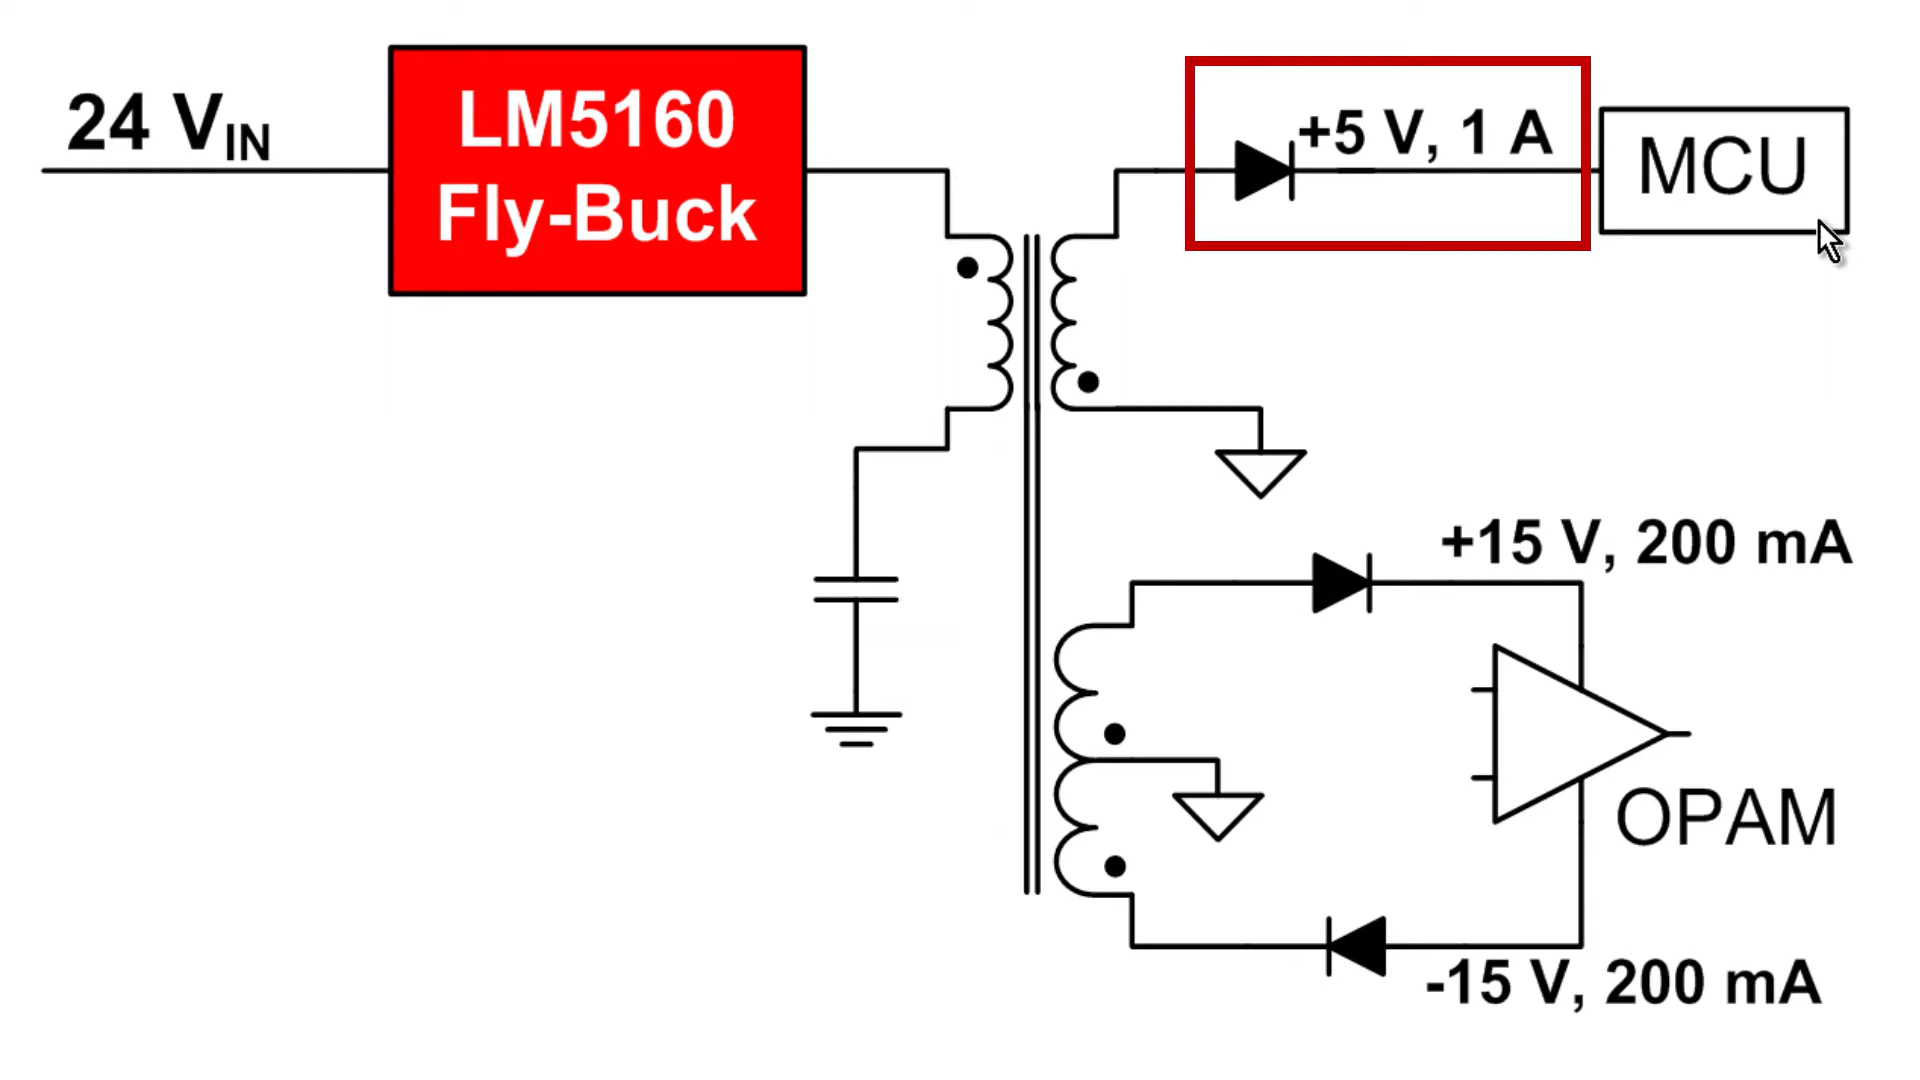 24 VIN
LM5160
Fly-Buck
+5 V, 1 A
MCU
+15 V, 200 mA
OPAM
-15 V, 200 mA